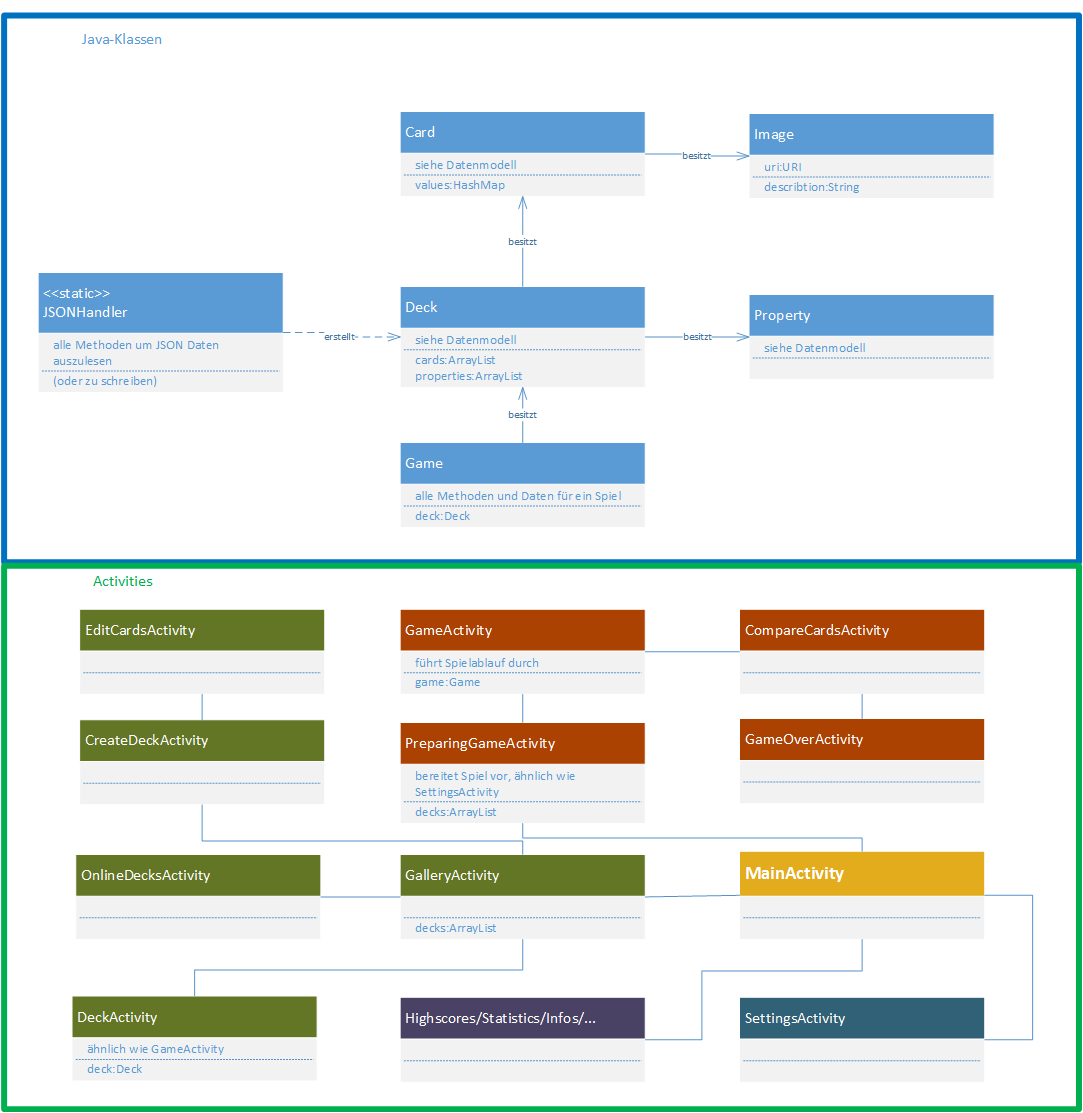 Java-Klassen
Card
siehe Datenmodell
values:HashMap
besitzt
Image
uri:URI
describtion:String
besitzt
<<static>>
JSONHandler
alle Methoden um JSON Daten
auszulesen
(oder zu schreiben)
erstellt
Deck
siehe Datenmodell
cards:ArrayList
properties:ArrayList
besitzt
Property
siehe Datenmodell
besitzt
Game
alle Methoden und Daten für ein Spiel
deck:Deck
Activities
EditCardsActivity
GameActivity
führt Spielablauf durch
game:Game
CompareCardsActivity
CreateDeckActivity
PreparingGameActivity
bereitet Spiel vor, ähnlich wie
SettingsActivity
decks:ArrayList
GameOverActivity
OnlineDecksActivity
GalleryActivity
decks:ArrayList
MainActivity
DeckActivity
ähnlich wie GameActivity
deck:Deck
Highscores/Statistics/Infos/...
SettingsActivity